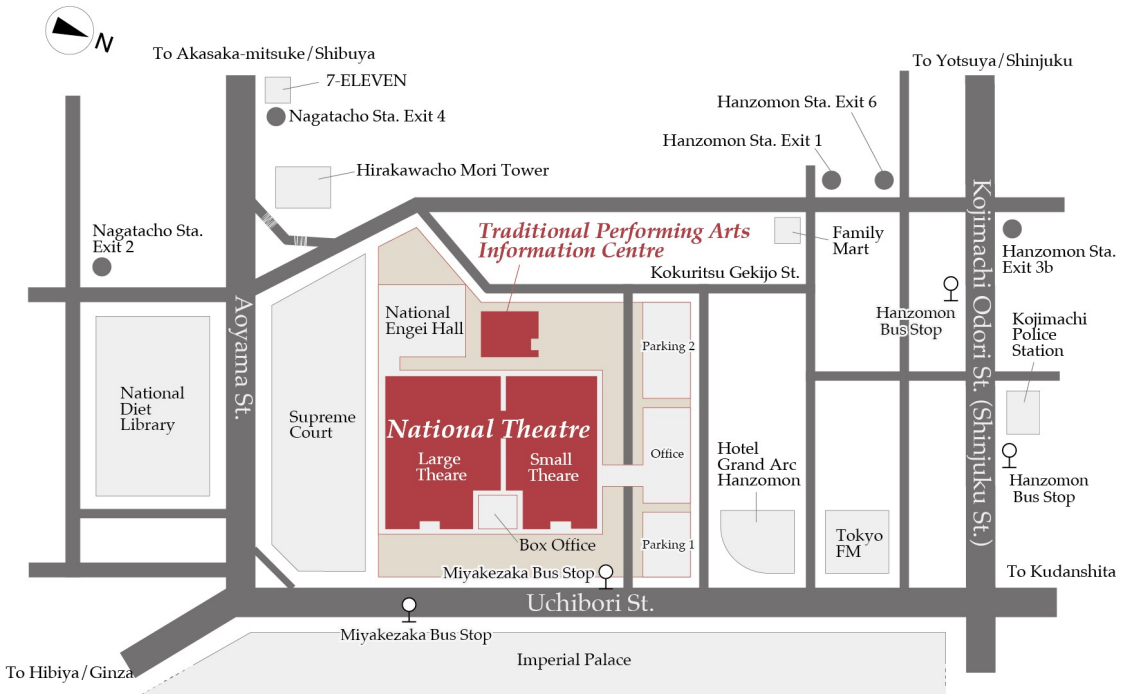 N
To Akasaka-mitsuke/Shibuya
7-ELEVEN
Nagatacho Sta. Exit 4
Hirakawacho Mori Tower
To Yotsuya/Shinjuku
Hanzomon Sta. Exit 6
Hanzomon Sta. Exit 1
Nagatacho Sta.
Exit 2
Traditional Performing Arts
Information Centre
Family
Mart
Kokuritsu Gekijo St.
Hanzomon Sta.
Exit 3b
Hanzomon
Bus Stop
Kojimachi
Police
Station
Kojimachi Odori St. (Shinjuku St.)
Aoyama St.
National
Engei Hall
Parking 2
National
Diet
Library
Supreme
Court
National Theatre
Large
Theare
Small
Theare
Office
Hotel
Grand Arc
Hanzomon
Hanzomon
Bus Stop
Box Office
Parking 1
Tokyo
FM
Miyakezaka Bus Stop
To Kudanshita
Uchibori St.
Miyakezaka Bus Stop
Imperial Palace
To Hibiya/Ginza